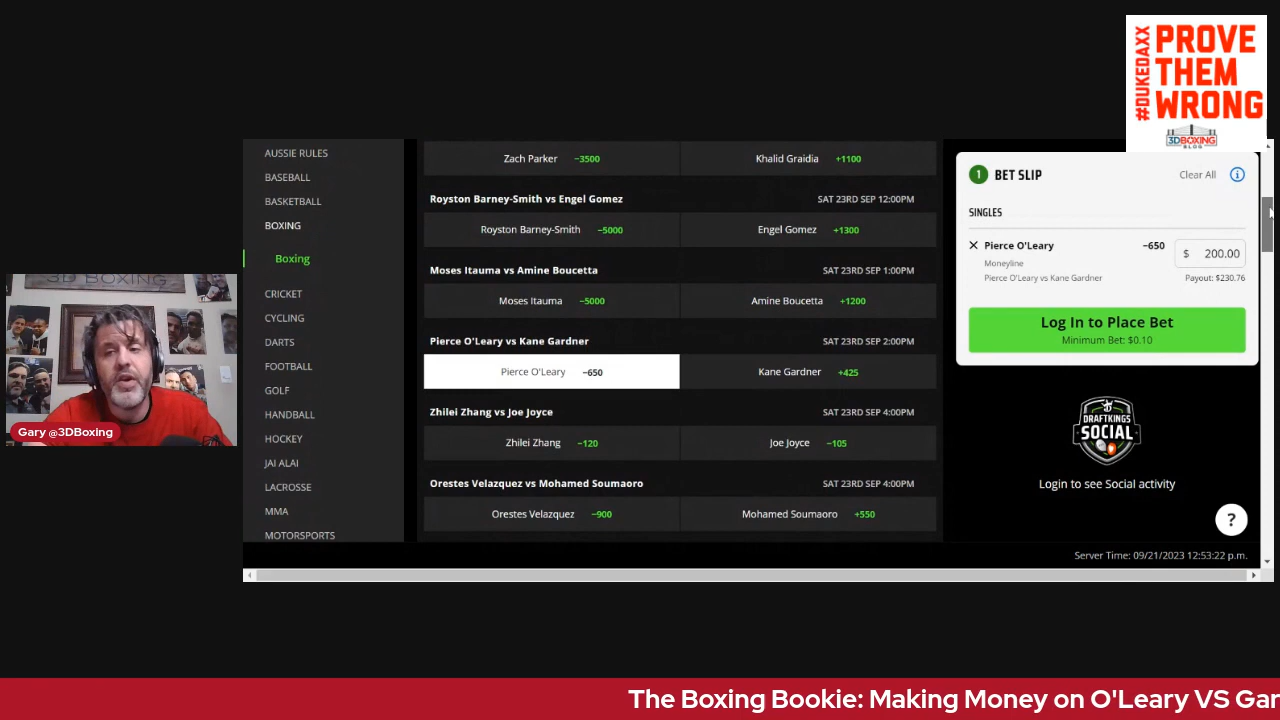 #DUKEDAXX
PROVE
THEM
WRONG
3DBOXING
BLOG
AUSSIE RULES
BASEBALL
BASKETBALL
BOXING
Boxing
CRICKET
CYCLING
DARTS
FOOTBALL
GOLF
HANDBALL
HOCKEY
JAI ALAI
LACROSSE
MMA
MOTORSPORTS
Zach Parker −3500 Khalid Graidia +1100
Royston Barney-Smith vs Engel Gomez SAT 23RD SEP 12:00PM
Royston Barney-Smith −5000 Engel Gomez +1300
Moses Itauma vs Amine Boucetta SAT 23RD SEP 1:00PM
Moses Itauma −5000 Amine Boucetta +1200
Pierce O'Leary vs Kane Gardner SAT 23RD SEP 2:00PM
Pierce O'Leary −650 Kane Gardner +425
Zhilei Zhang vs Joe Joyce SAT 23RD SEP 4:00PM
Zhilei Zhang −120 Joe Joyce −105
Orestes Velazquez vs Mohamed Soumaoro SAT 23RD SEP 4:00PM
Orestes Velazquez −900 Mohamed Soumaoro +550
1 BET SLIP Clear All
SINGLES
Pierce O'Leary −650 $ 200.00
Moneyline
Pierce O'Leary vs Kane Gardner Payout: $230.76
Log In to Place Bet
Minimum Bet: $0.10
DRAFTKINGS
SOCIAL
Login to see Social activity
?
Server Time: 09/21/2023 12:53:22 p.m.
3D BOXING
Gary @3DBoxing
The Boxing Bookie: Making Money on O'Leary VS Gar